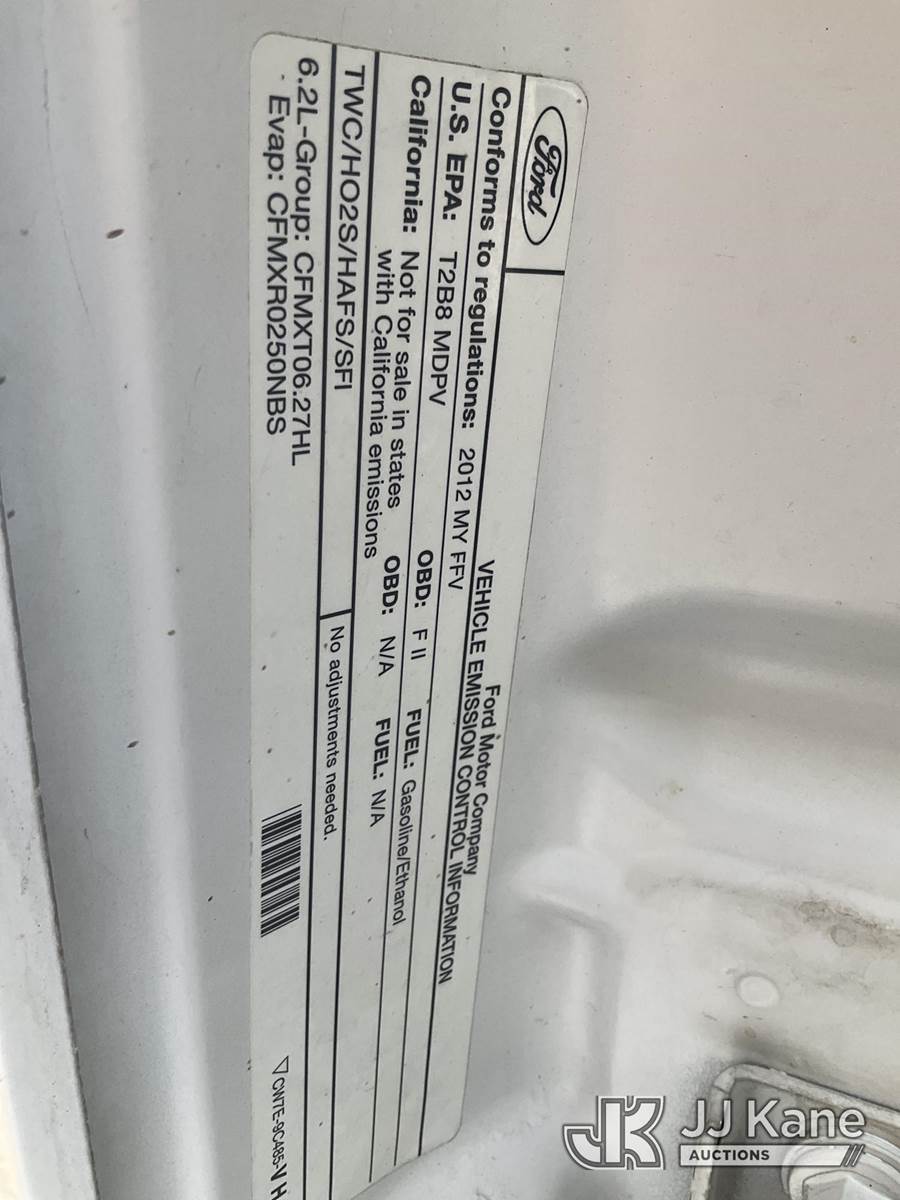 Ford
Ford Motor Company
VEHICLE EMISSION CONTROL INFORMATION
Conforms to regulations: 2012 MY FFV
U.S. EPA: T2B8 MDPV OBD: F II FUEL: Gasoline/Ethanol
California: Not for sale in states OBD: N/A FUEL: N/A
with California emissions
TWC/HO2S/HAFS/SFI
No adjustments needed.
6.2L-Group: CFMXT06.27HL
Evap: CFMXR0250NBS
CW7E-9C485-V H
JK JJ Kane
AUCTIONS